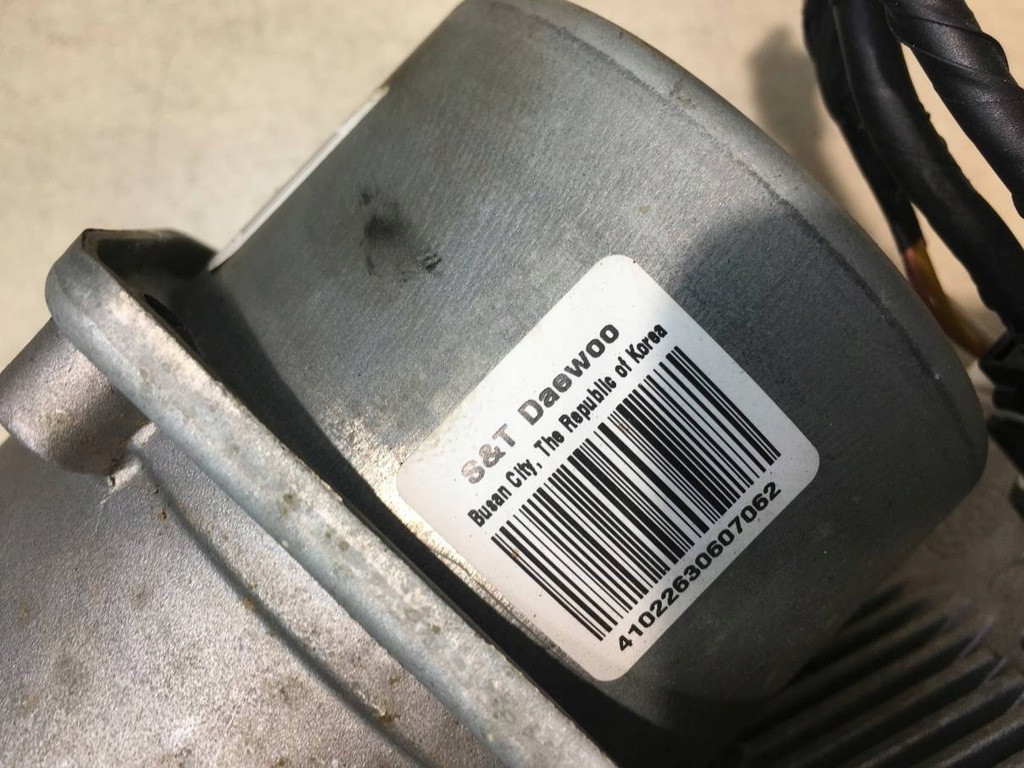 S&T Daewoo
Busan City, The Republic of Korea
41022630607062